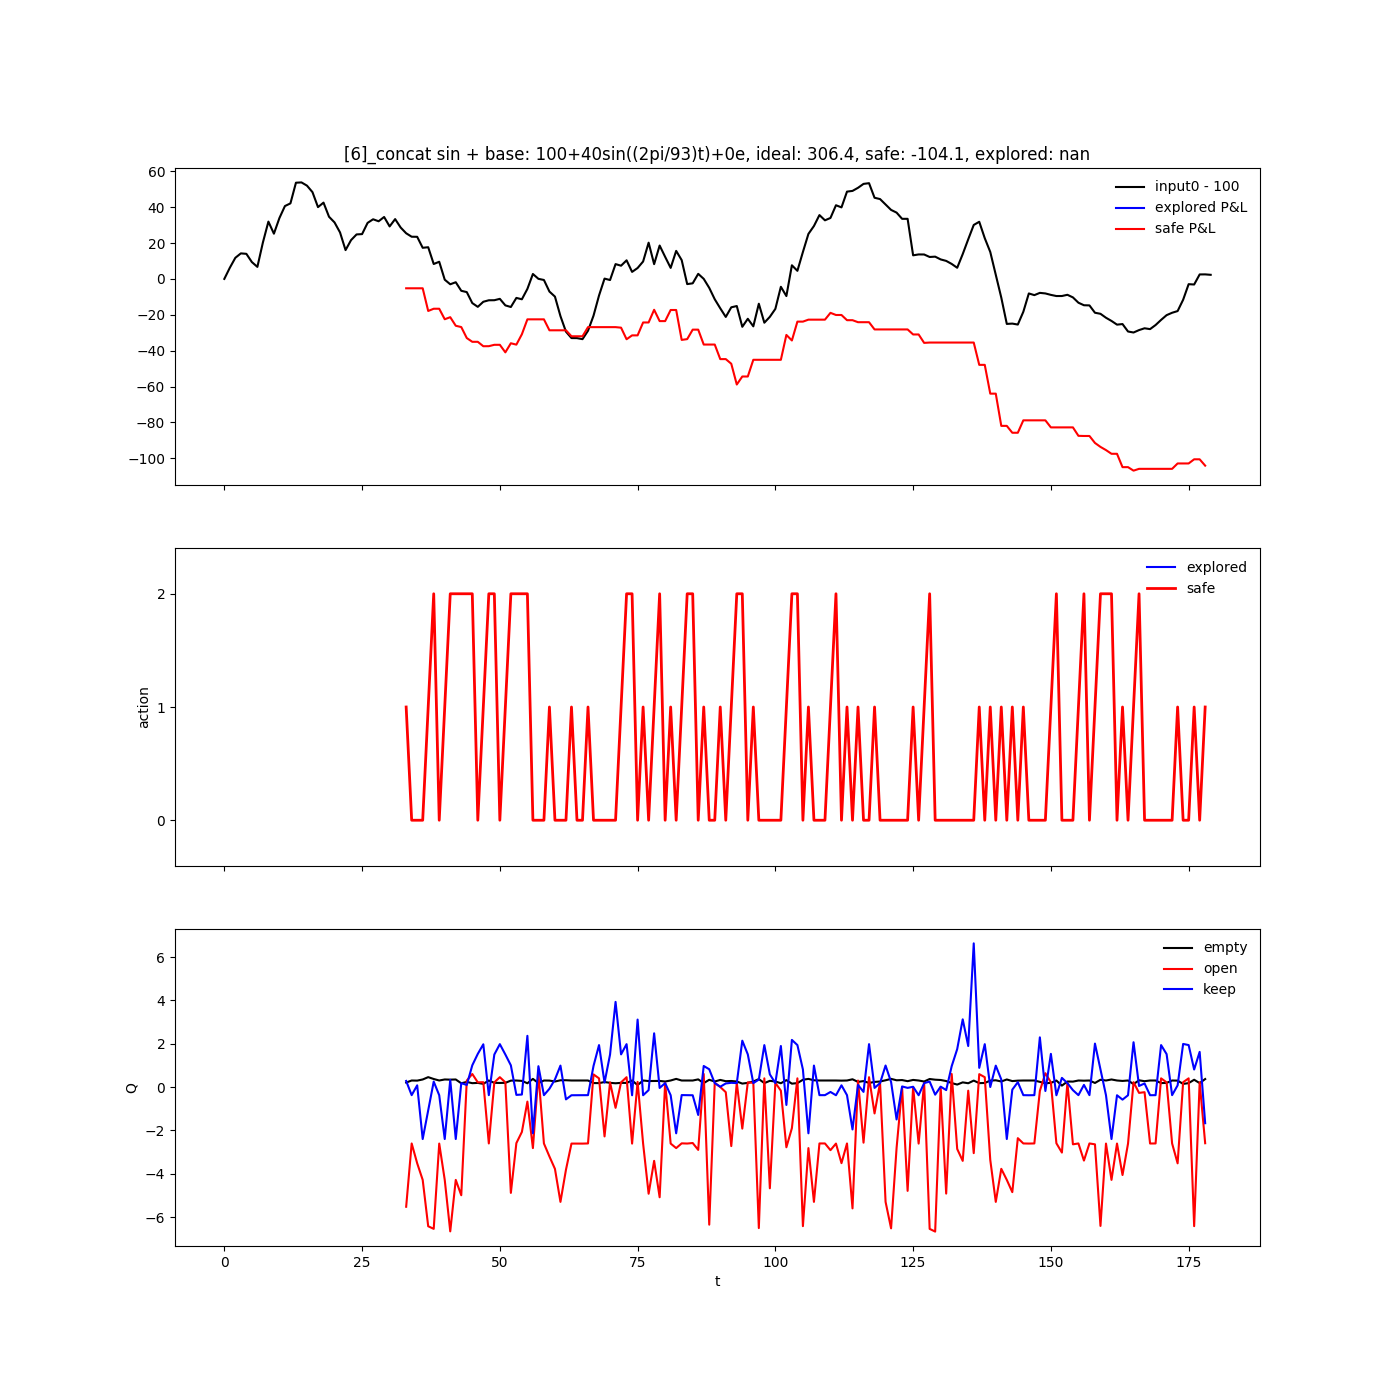 [6]_concat sin + base: 100+40sin((2pi/93)t)+0e, ideal: 306.4, safe: -104.1, explored: nan
60
40
20
0
−20
−40
−60
−80
−100
input0 - 100
explored P&L
safe P&L
2
1
0
action
explored
safe
6
4
2
0
−2
−4
−6
Q
empty
open
keep
0 25 50 75 100 125 150 175
t